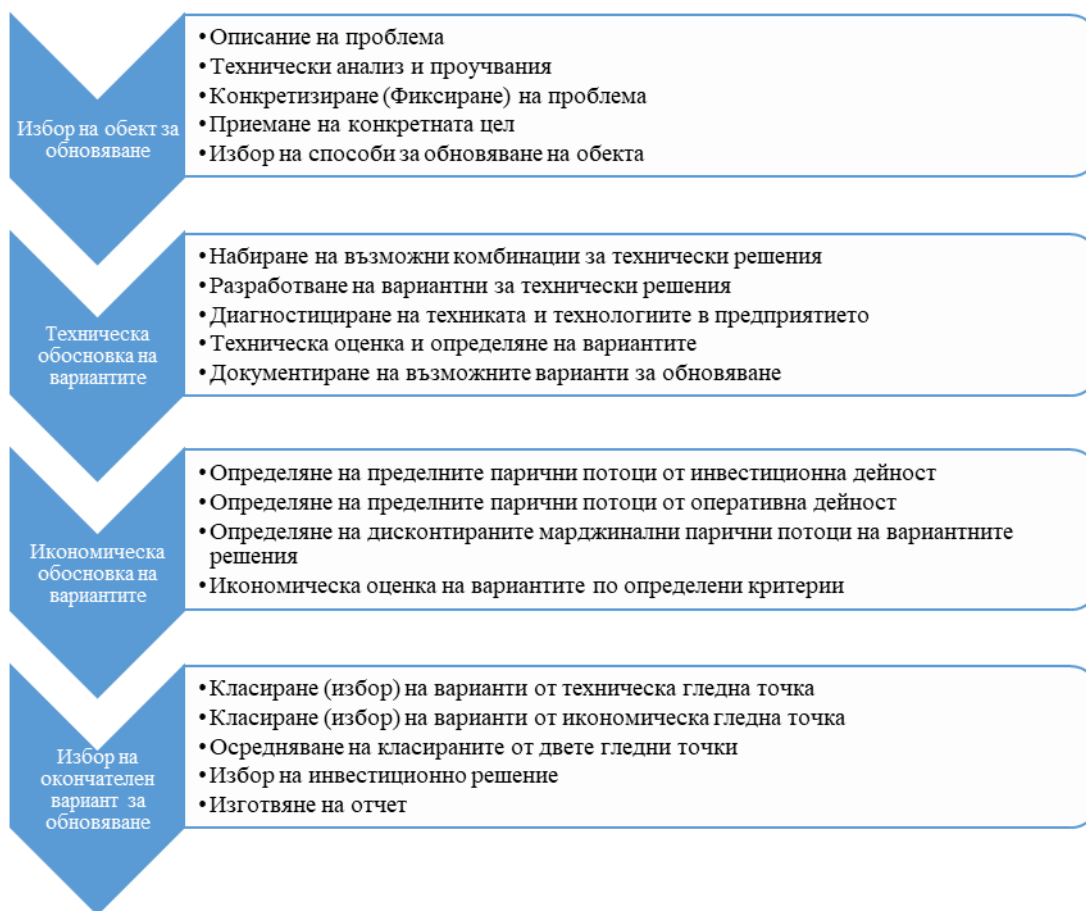 Избор на обект за
обновяване
• Описание на проблема
• Технически анализ и проучвания
• Конкретизиране (Фиксиране) на проблема
• Приемане на конкретната цел
• Избор на способи за обновяване на обекта
Техническа
обосновка на
вариантите
• Набиране на възможни комбинации за технически решения
• Разработване на вариантни за технически решения
• Диагностициране на техниката и технологиите в предприятието
• Техническа оценка и определяне на вариантите
• Документиране на възможните варианти за обновяване
Икономическа
обосновка на
вариантите
• Определяне на пределните парични потоци от инвестиционна дейност
• Определяне на пределните парични потоци от оперативна дейност
• Определяне на дисконтираните марджинални парични потоци на вариантните
решения
• Икономическа оценка на вариантите по определени критерии
Избор на
окончателен
вариант за
обновяване
• Класиране (избор) на варианти от техническа гледна точка
• Класиране (избор) на варианти от икономическа гледна точка
• Осредняване на класираните от двете гледни точки
• Избор на инвестиционно решение
• Изготвяне на отчет